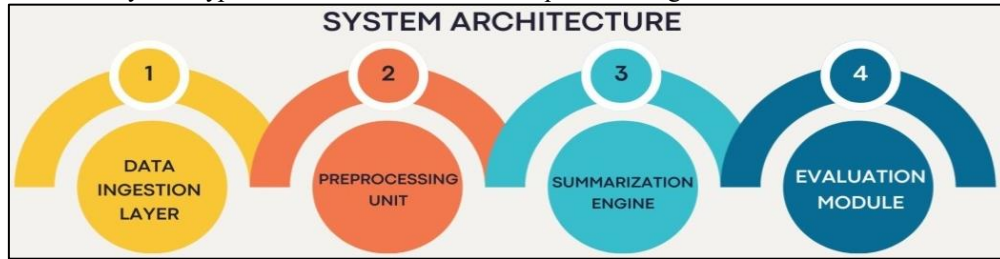 SYSTEM ARCHITECTURE
1
DATA
INGESTION
LAYER
2
PREPROCESSING
UNIT
3
SUMMARIZATION
ENGINE
4
EVALUATION
MODULE